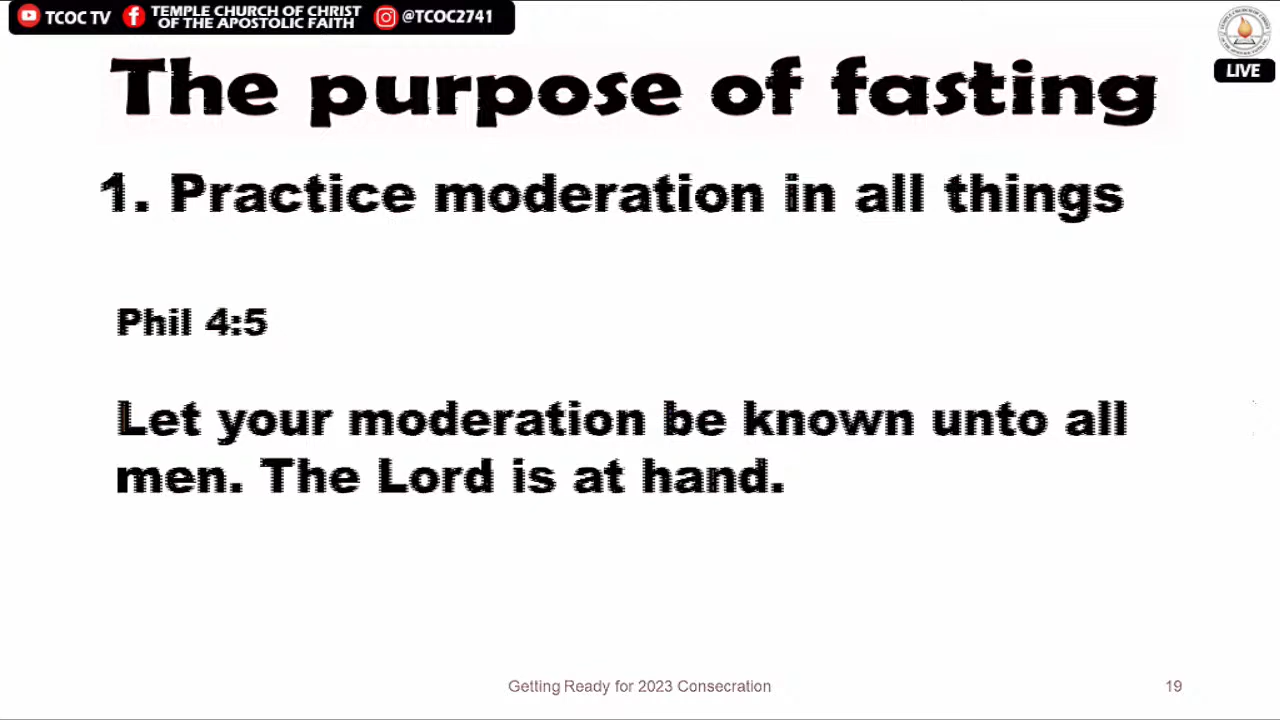 TCOC TV
TEMPLE CHURCH OF CHRIST
OF THE APOSTOLIC FAITH
@TCOC2741
LIVE
The purpose of fasting
1. Practice moderation in all things
Phil 4:5
Let your moderation be known unto all
men. The Lord is at hand.
Getting Ready for 2023 Consecration
19